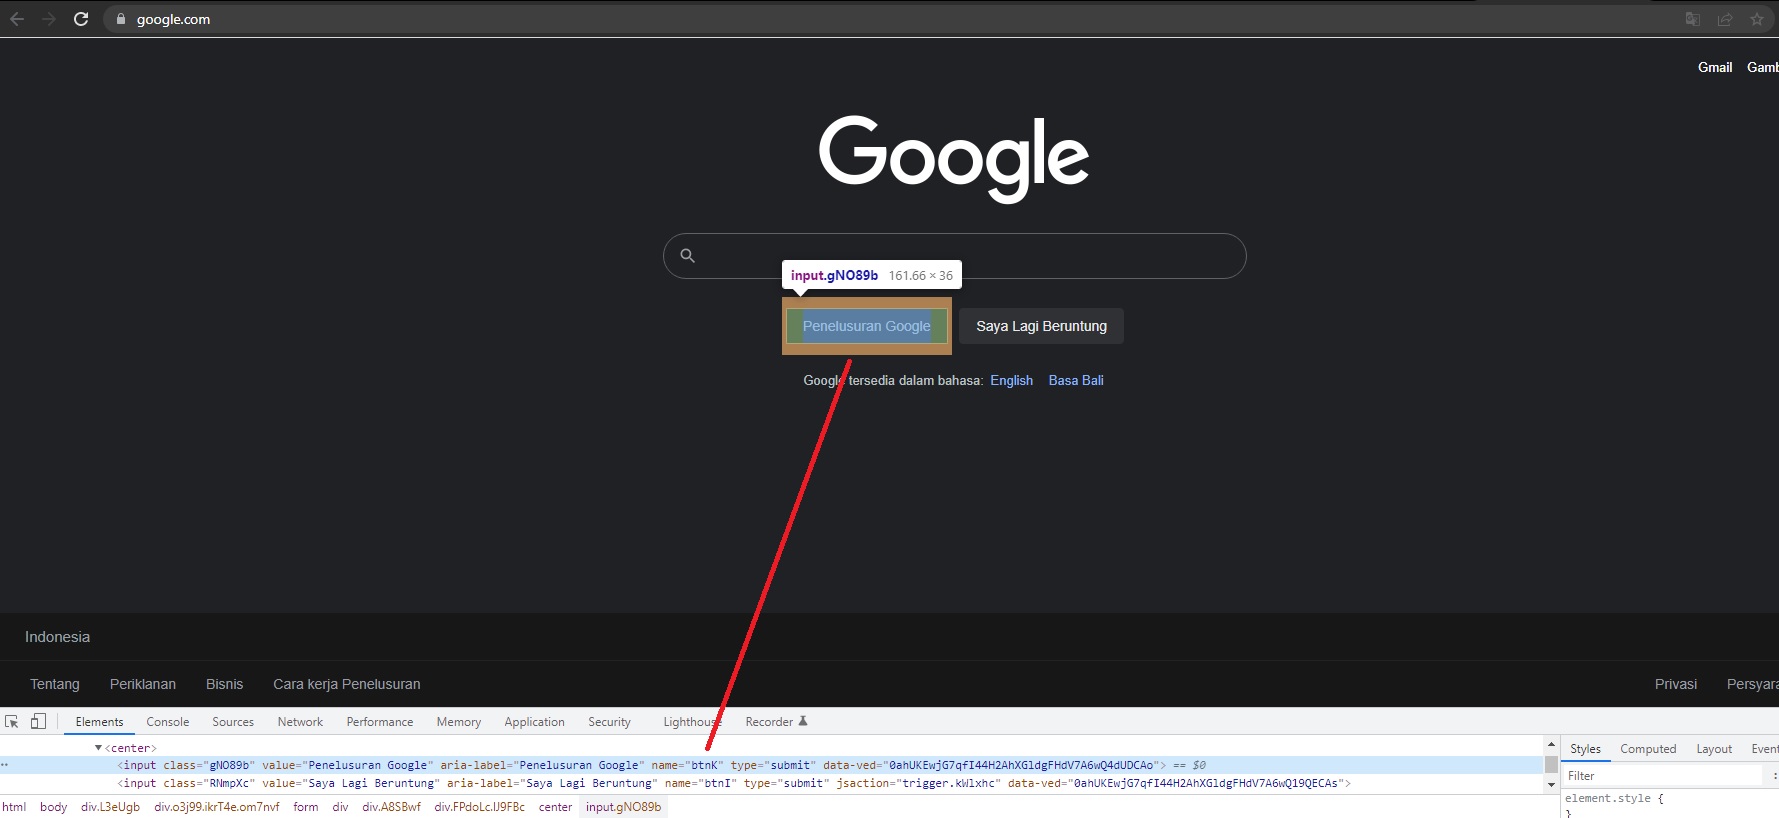 google.com
Gmail Gamb
Google
input.gNO89b 161.66 × 36
Penelusuran Google Saya Lagi Beruntung
Google tersedia dalam bahasa: English Basa Bali
Indonesia
Tentang Periklanan Bisnis Cara kerja Penelusuran Privasi Persyara
Elements Console Sources Network Performance Memory Application Security Lighthouse Recorder
<center>
<input class="gNO89b" value="Penelusuran Google" aria-label="Penelusuran Google" name="btnK" type="submit" data-ved="0ahUKEwjG7qfI44H2AhXGldgFHdV7A6wQ4dUDCAo"> == $0
<input class="RNmpXc" value="Saya Lagi Beruntung" aria-label="Saya Lagi Beruntung" name="btnI" type="submit" jsaction="trigger.kWlxhc" data-ved="0ahUKEwjG7qfI44H2AhXGldgFHdV7A6wQ19QECAs">
html body div.L3eUgb div.o3j99.ikrT4e.om7nvf form div div.A8SBwf div.FPdoLc.lJ9FBc center input.gNO89b
Styles Computed Layout Event
Filter :
element.style {
}